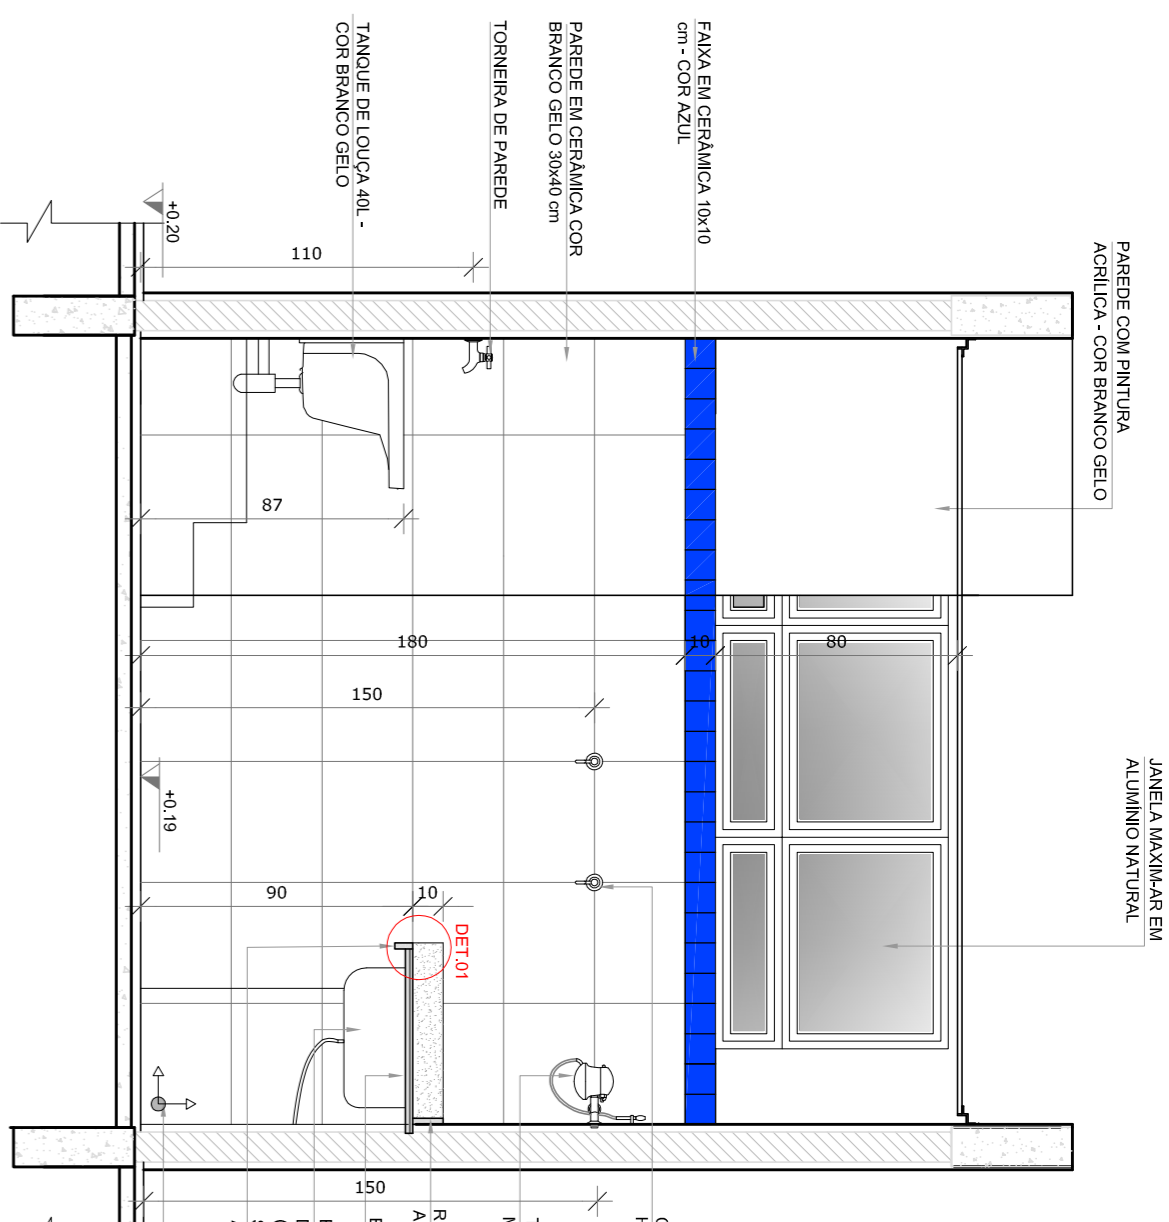 PAREDE COM PINTURA
ACRÍLICA - COR BRANCO GELO
JANELA MAXIM-AR EM
ALUMÍNIO NATURAL
FAIXA EM CERÂMICA 10x10
cm - COR AZUL
PAREDE EM CERÂMICA COR
BRANCO GELO 30x40 cm
TORNEIRA DE PAREDE
TANQUE DE LOUÇA 40L -
COR BRANCO GELO
+0.20
110
87
180
10
80
150
+0.19
90
10
DET.01
150
R
A